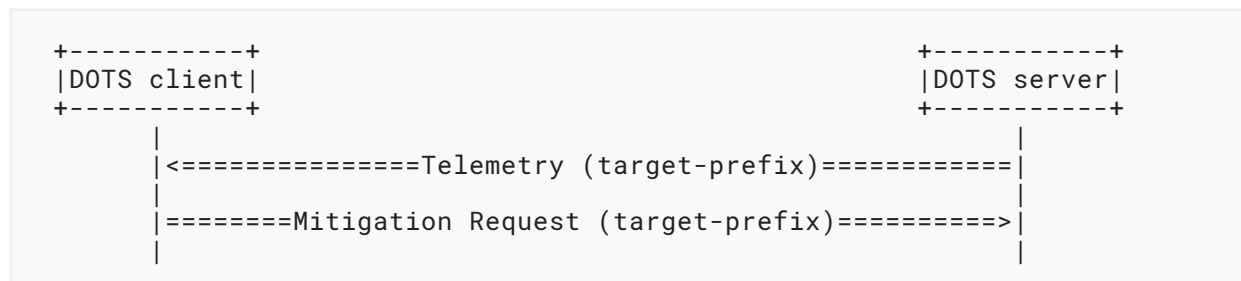 +-----------+                                         +-----------+
|DOTS client|                                         |DOTS server|
+-----------+                                         +-----------+
      |                                                     |
      |<===============Telemetry (target-prefix)============|
      |                                                     |
      |========Mitigation Request (target-prefix)==========>|
      |                                                     |